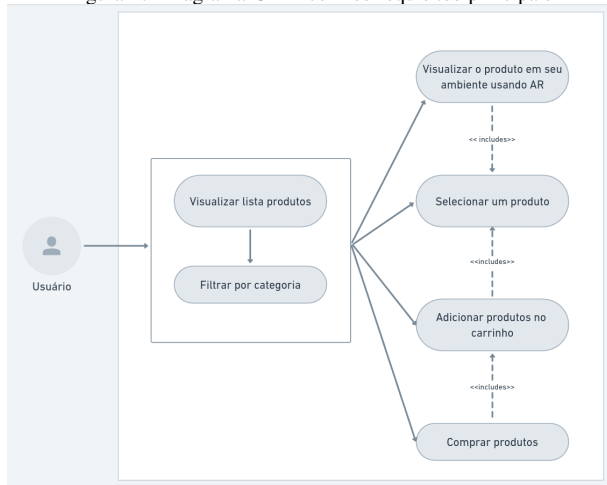 Visualizar o produto em seu
ambiente usando AR
<< includes>>
Visualizar lista produtos
Selecionar um produto
Usuário
<<includes>>
Filtrar por categoria
Adicionar produtos no
carrinho
<<includes>>
Comprar produtos